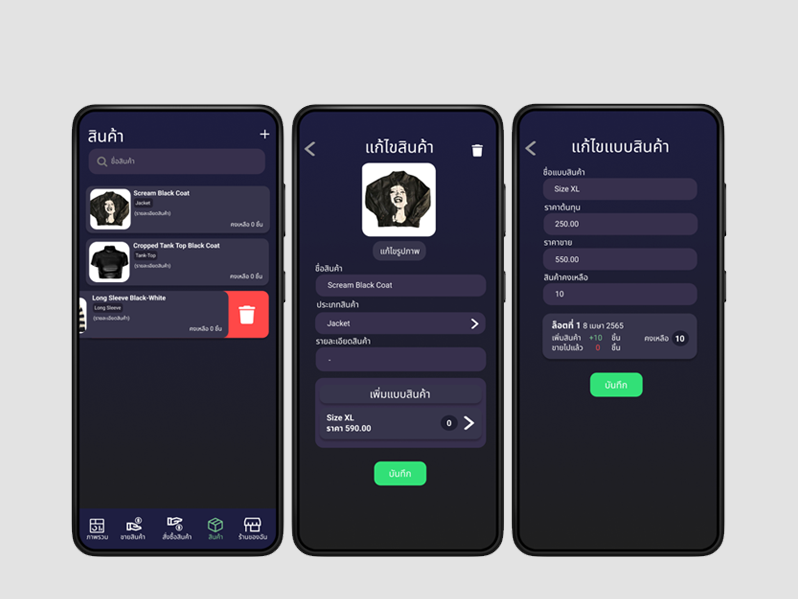 สินค้า
+
ชื่อสินค้า
Scream Black Coat
Jacket
(รายละเอียดสินค้า)
คงเหลือ 0 ชิ้น
Cropped Tank Top Black Coat
Tank-Top
(รายละเอียดสินค้า)
คงเหลือ 0 ชิ้น
Long Sleeve Black-White
Long Sleeve
(รายละเอียดสินค้า)
คงเหลือ 0 ชิ้น
ภาพรวม
ขายสินค้า
สั่งซื้อสินค้า
สินค้า
ร้านของฉัน
แก้ไขสินค้า
แก้ไขรูปภาพ
ชื่อสินค้า
Scream Black Coat
ประเภทสินค้า
Jacket
รายละเอียดสินค้า
-
เพิ่มแบบสินค้า
Size XL
ราคา 590.00
0
บันทึก
แก้ไขแบบสินค้า
ชื่อแบบสินค้า
Size XL
ราคาต้นทุน
250.00
ราคาขาย
550.00
สินค้าคงเหลือ
10
ล็อตที่ 1 8 เมษา 2565
เพิ่มสินค้า +10 ชิ้น
คงเหลือ 10
ขายไปแล้ว 0 ชิ้น
บันทึก